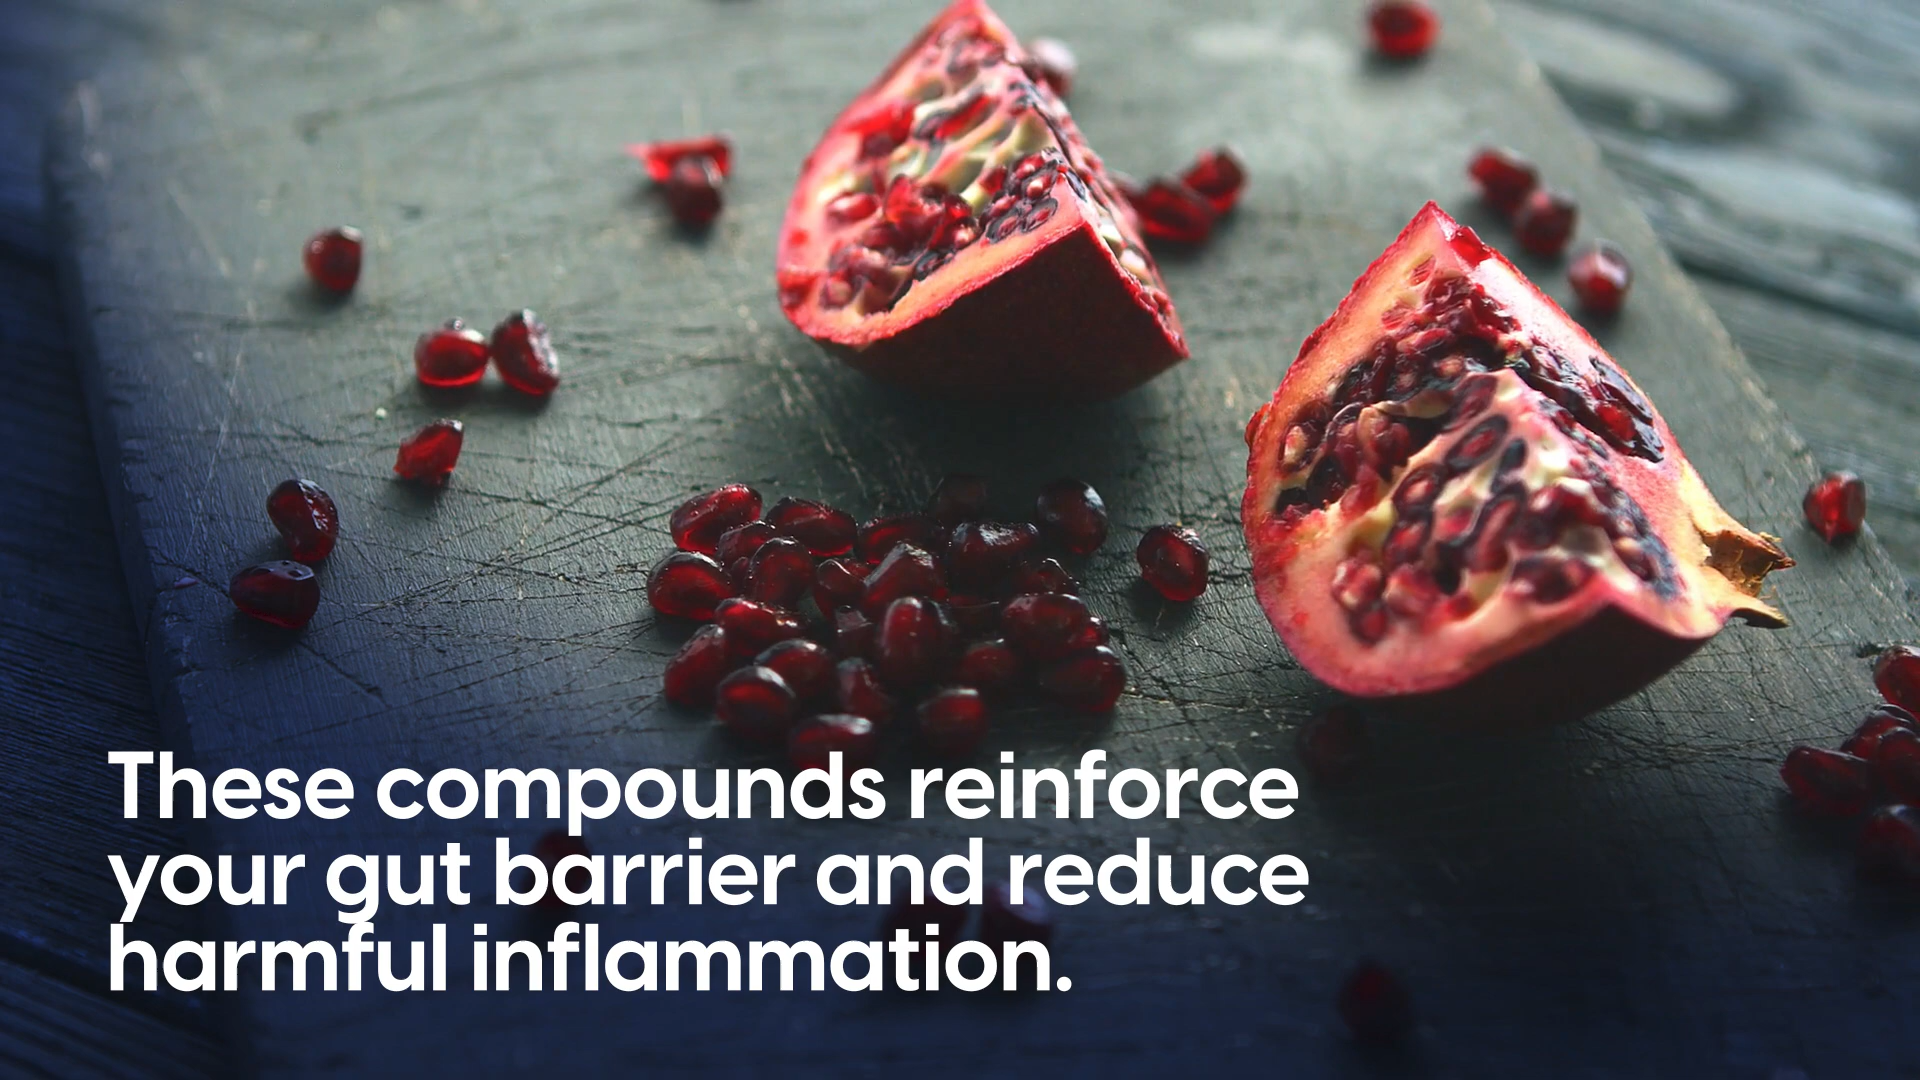 These compounds reinforce
your gut barrier and reduce
harmful inflammation.